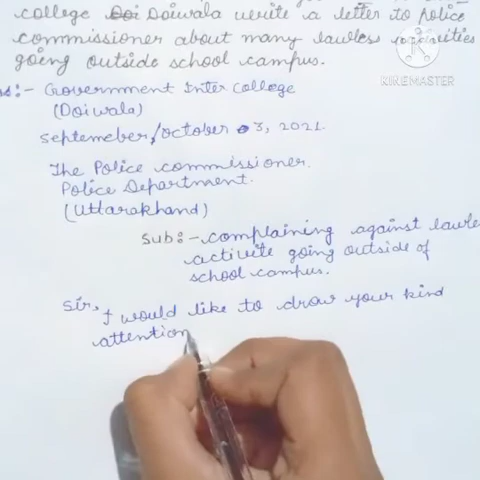 college Doi Doiwala write a letter to police
commissioner about many lawless activities
going outside school campus.
:- Government Inter College
(Doiwala)
septemeber/october 3, 2021.
The Police commissioner.
Police Department.
(Uttarakhand)
Sub:- complaining against lawle
activite going outside of
school campus.
Sir,
I would like to draw your kind
attention
KINEMASTER